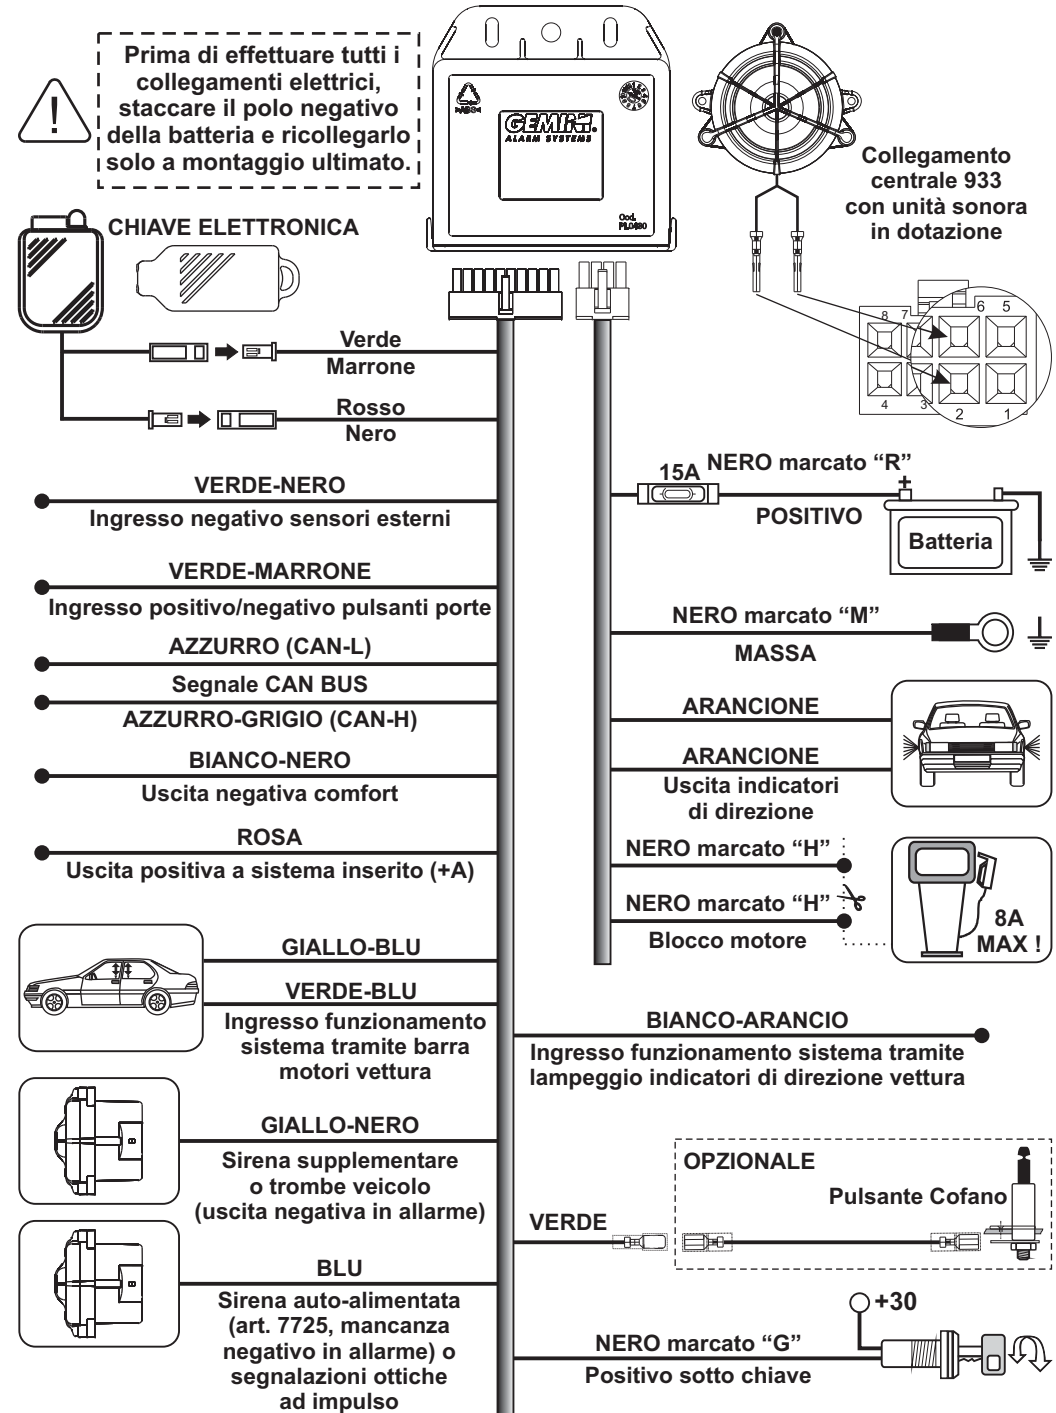 Prima di effettuare tutti i
collegamenti elettrici,
staccare il polo negativo
della batteria e ricollegarlo
solo a montaggio ultimato.
!
>ABS<
GEMINI®
ALARM SYSTEMS
Cod.
Collegamento
centrale 933
con unità sonora
in dotazione
8 7 6 5
4 3 2 1
CHIAVE ELETTRONICA
Verde
Marrone
Rosso
Nero
VERDE-NERO
Ingresso negativo sensori esterni
VERDE-MARRONE
Ingresso positivo/negativo pulsanti porte
AZZURRO (CAN-L)
Segnale CAN BUS
AZZURRO-GRIGIO (CAN-H)
BIANCO-NERO
Uscita negativa comfort
ROSA
Uscita positiva a sistema inserito (+A)
GIALLO-BLU
VERDE-BLU
Ingresso funzionamento
sistema tramite barra
motori vettura
GIALLO-NERO
Sirena supplementare
o trombe veicolo
(uscita negativa in allarme)
BLU
Sirena auto-alimentata
(art. 7725, mancanza
negativo in allarme) o
segnalazioni ottiche
ad impulso
15A
NERO marcato “R”
+
POSITIVO
Batteria
NERO marcato “M”
MASSA
ARANCIONE
ARANCIONE
Uscita indicatori
di direzione
NERO marcato “H”
NERO marcato “H”
Blocco motore
8A
MAX !
BIANCO-ARANCIO
Ingresso funzionamento sistema tramite
lampeggio indicatori di direzione vettura
OPZIONALE
Pulsante Cofano
VERDE
+30
NERO marcato “G”
Positivo sotto chiave